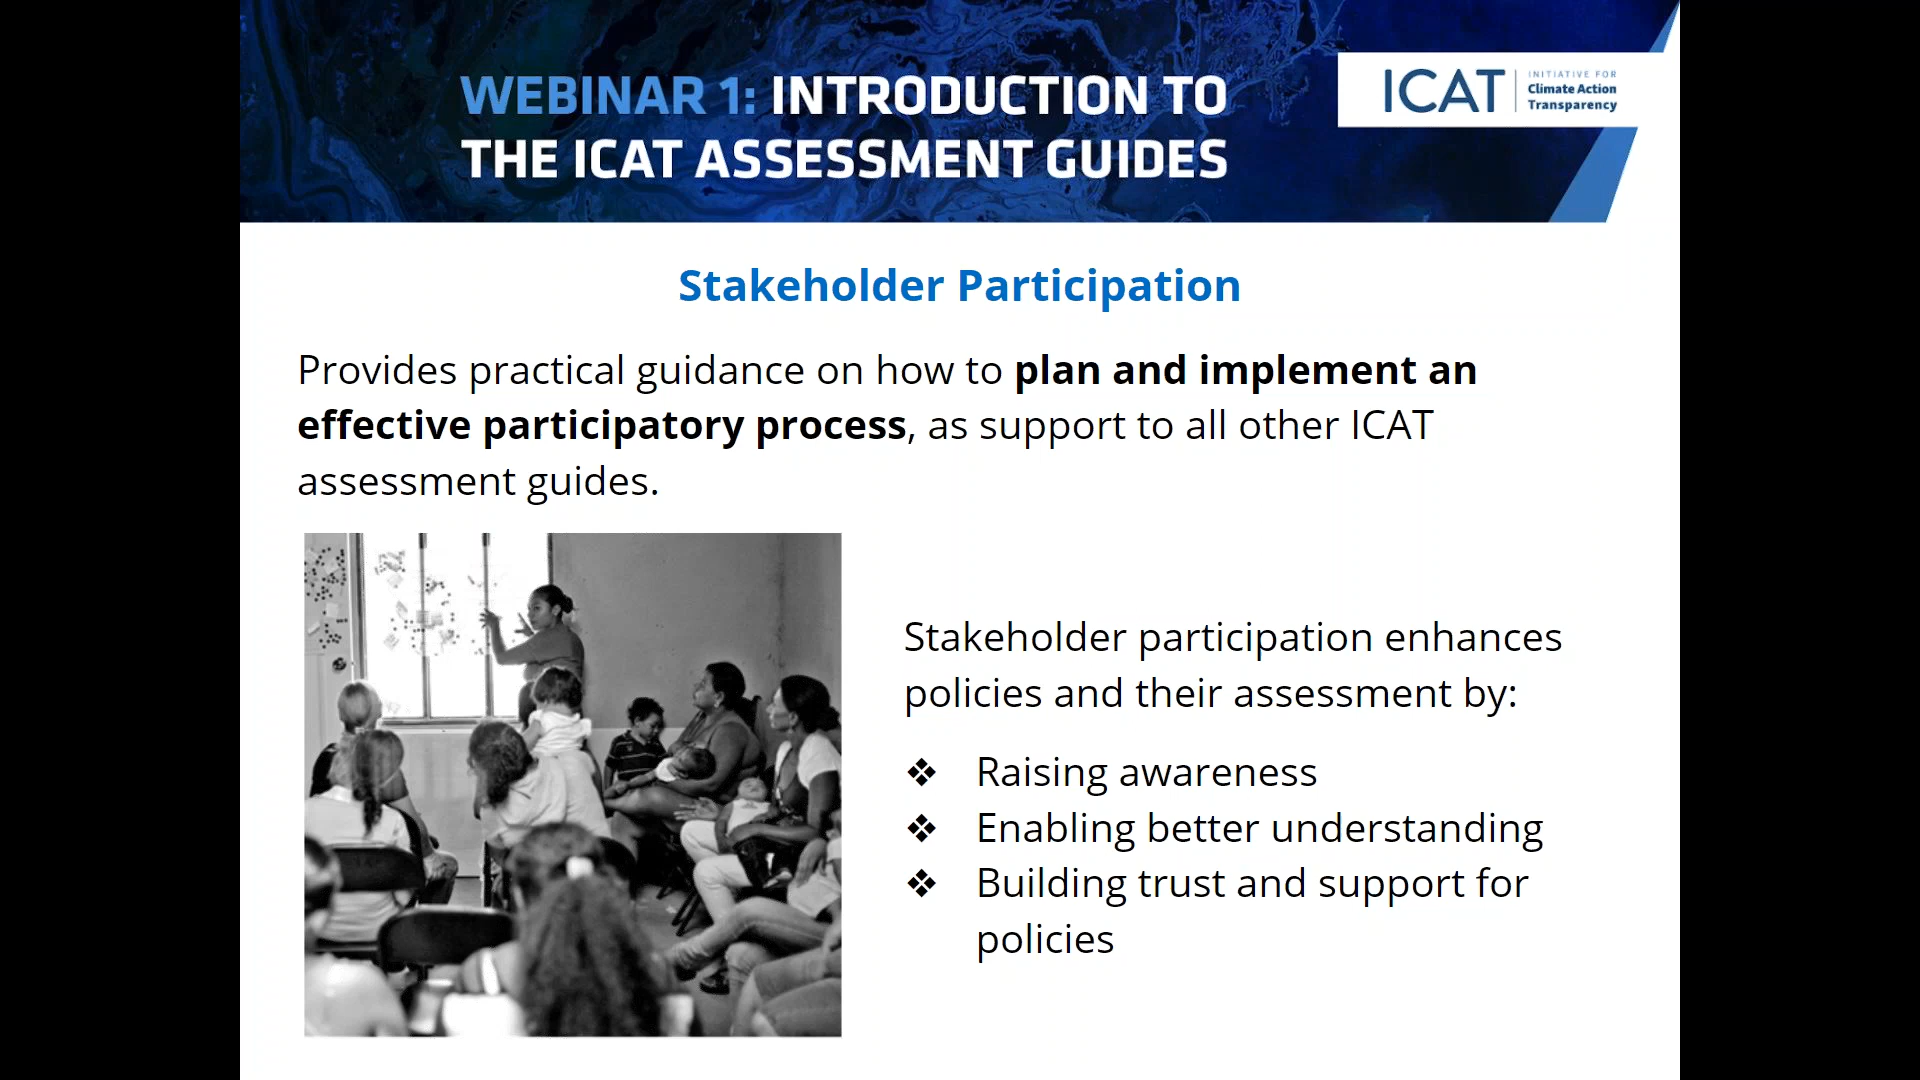 WEBINAR 1: INTRODUCTION TO
THE ICAT ASSESSMENT GUIDES
ICAT
INITIATIVE FOR
Climate Action
Transparency
Stakeholder Participation
Provides practical guidance on how to plan and implement an
effective participatory process, as support to all other ICAT
assessment guides.
Stakeholder participation enhances
policies and their assessment by:
❖ Raising awareness
❖ Enabling better understanding
❖ Building trust and support for
policies